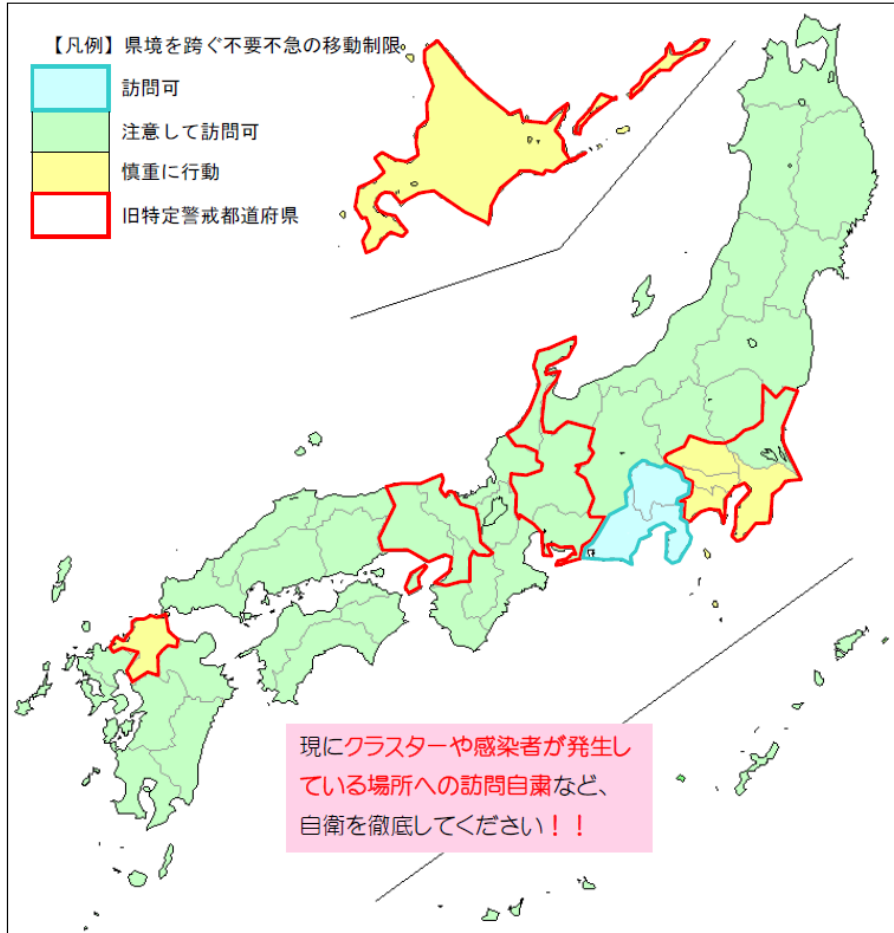 【凡例】県境を跨ぐ不要不急の移動制限。
訪問可
注意して訪問可
慎重に行動
旧特定警戒都道府県
現にクラスターや感染者が発生し
ている場所への訪問自粛など、
自衛を徹底してください！！